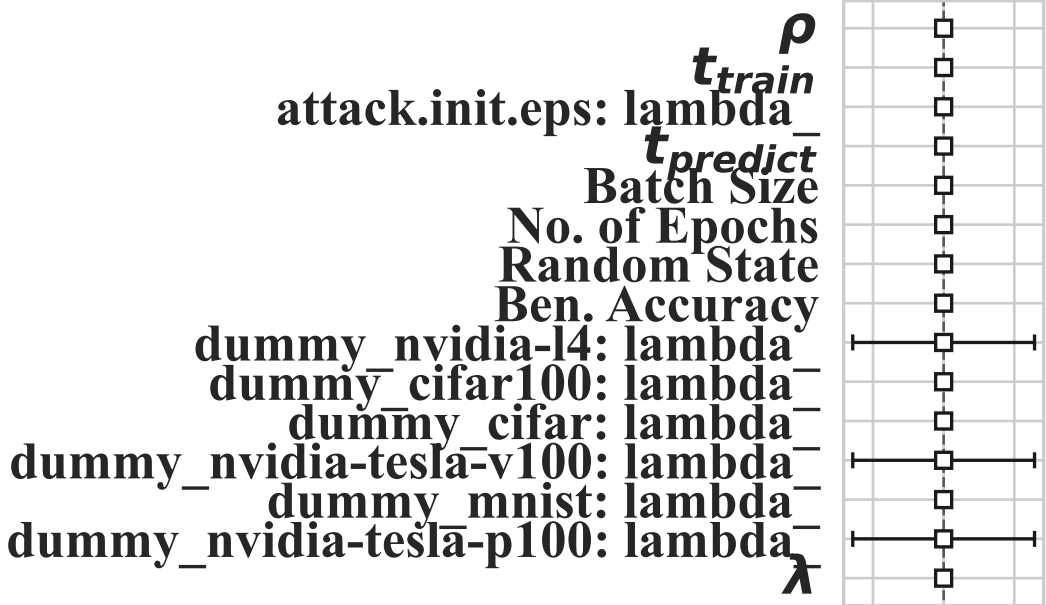 ρ
t_train
attack.init.eps: lambda_
t_predict
Batch Size
No. of Epochs
Random State
Ben. Accuracy
dummy_nvidia-l4: lambda_
dummy_cifar100: lambda_
dummy_cifar: lambda_
dummy_nvidia-tesla-v100: lambda_
dummy_mnist: lambda_
dummy_nvidia-tesla-p100: lambda_
λ